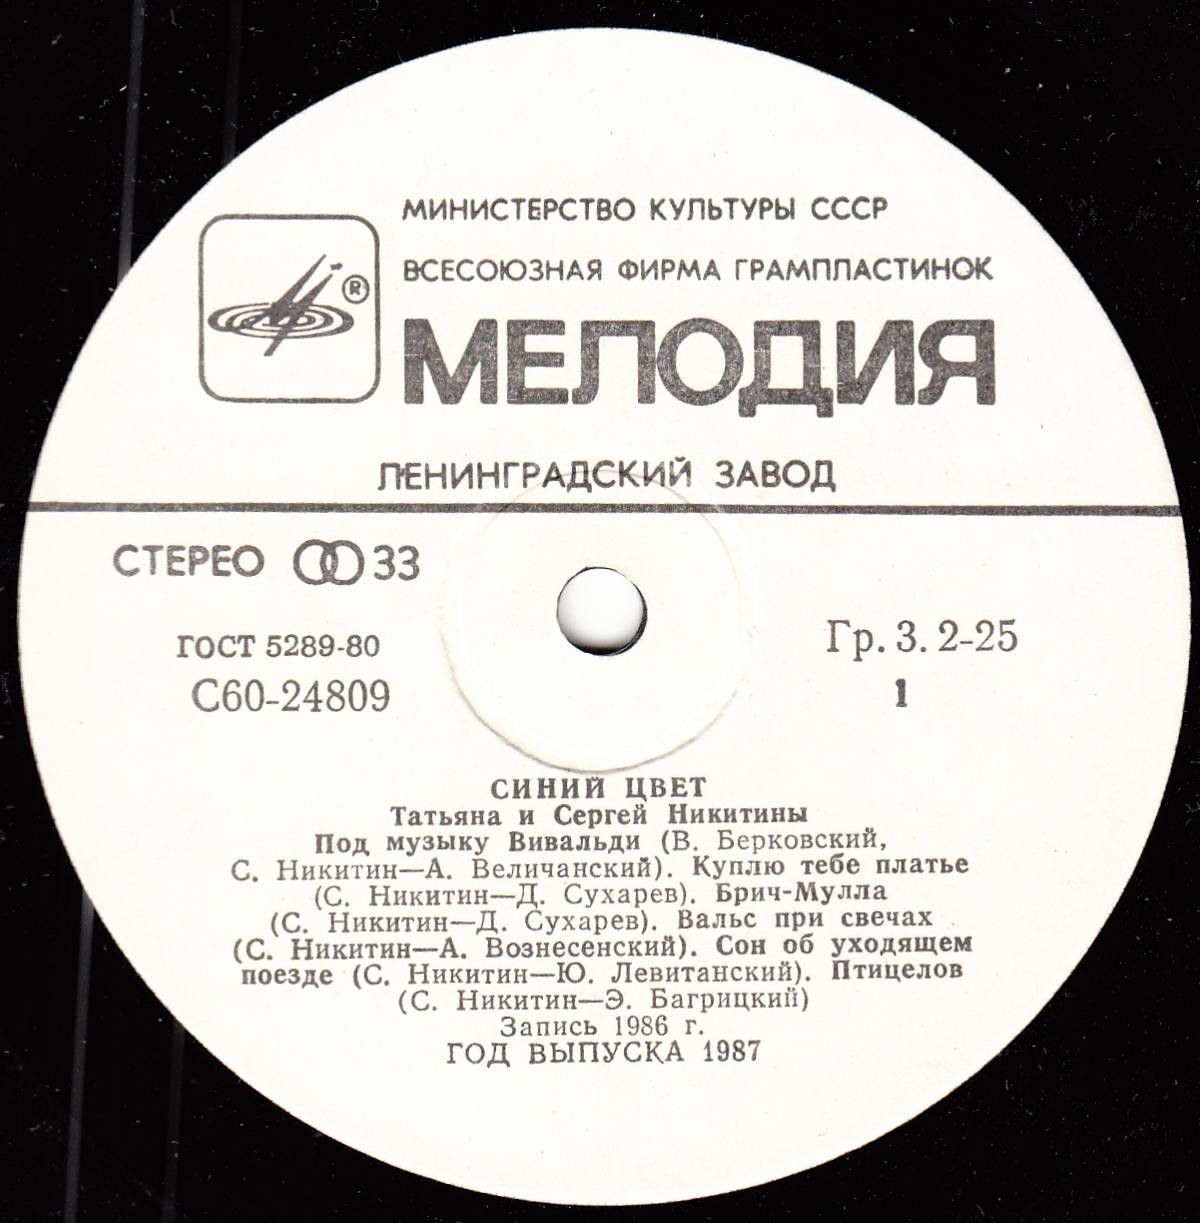 МИНИСТЕРСТВО КУЛЬТУРЫ СССР
ВСЕСОЮЗНАЯ ФИРМА ГРАМПЛАСТИНОК
®
МЕЛОДИЯ
ЛЕНИНГРАДСКИЙ ЗАВОД
СТЕРЕО 33
ГОСТ 5289-80
Гр. 3. 2-25
С60-24809
1
СИНИЙ ЦВЕТ
Татьяна и Сергей Никитины
Под музыку Вивальди (В. Берковский,
С. Никитин—А. Величанский). Куплю тебе платье
(С. Никитин—Д. Сухарев). Брич-Мулла
(С. Никитин—Д. Сухарев). Вальс при свечах
(С. Никитин—А. Вознесенский). Сон об уходящем
поезде (С. Никитин—Ю. Левитанский). Птицелов
(С. Никитин—Э. Багрицкий)
Запись 1986 г.
ГОД ВЫПУСКА 1987